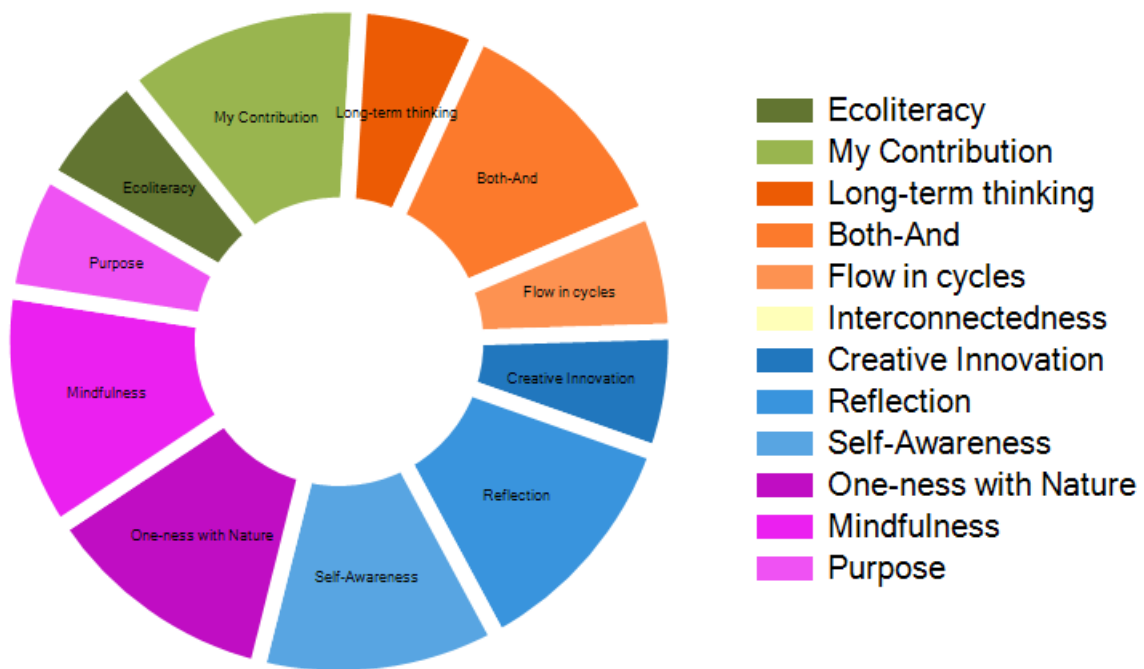 My Contribution
Long-term thinking
Both-And
Ecoliteracy
Purpose
Flow in cycles
Creative Innovation
Mindfulness
Reflection
One-ness with Nature
Self-Awareness
Ecoliteracy
My Contribution
Long-term thinking
Both-And
Flow in cycles
Interconnectedness
Creative Innovation
Reflection
Self-Awareness
One-ness with Nature
Mindfulness
Purpose